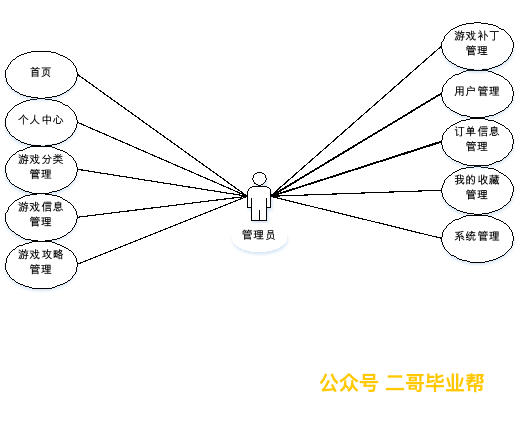 首页
个人中心
游戏分类
管理
游戏信息
管理
游戏攻略
管理
管理员
游戏补丁
管理
用户管理
订单信息
管理
我的收藏
管理
系统管理
公众号 二哥毕业帮